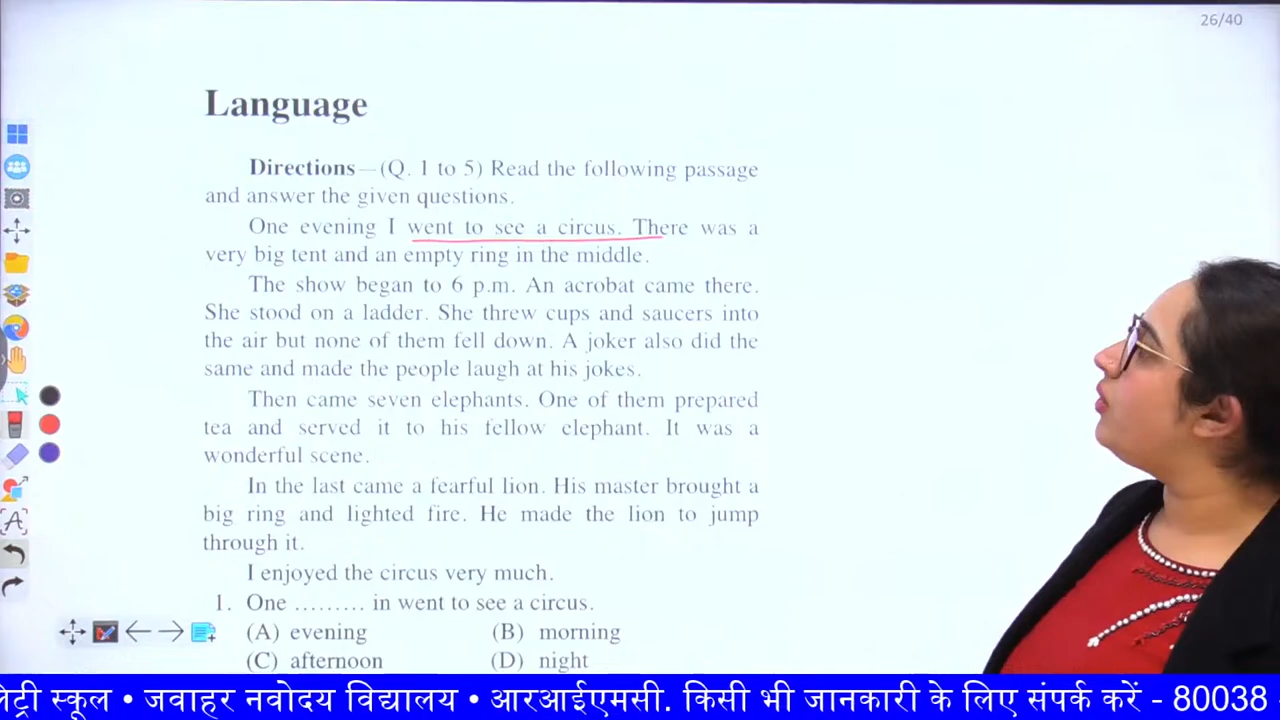 26/40
Language
Directions—(Q. 1 to 5) Read the following passage
and answer the given questions.
One evening I went to see a circus. There was a
very big tent and an empty ring in the middle.
The show began to 6 p.m. An acrobat came there.
She stood on a ladder. She threw cups and saucers into
the air but none of them fell down. A joker also did the
same and made the people laugh at his jokes.
Then came seven elephants. One of them prepared
tea and served it to his fellow elephant. It was a
wonderful scene.
In the last came a fearful lion. His master brought a
big ring and lighted fire. He made the lion to jump
through it.
I enjoyed the circus very much.
1. One ......... in went to see a circus.
(A) evening (B) morning
(C) afternoon (D) night
स्कूल • जवाहर नवोदय विद्यालय • आरआईएमसी. किसी भी जानकारी के लिए संपर्क करें - 80038